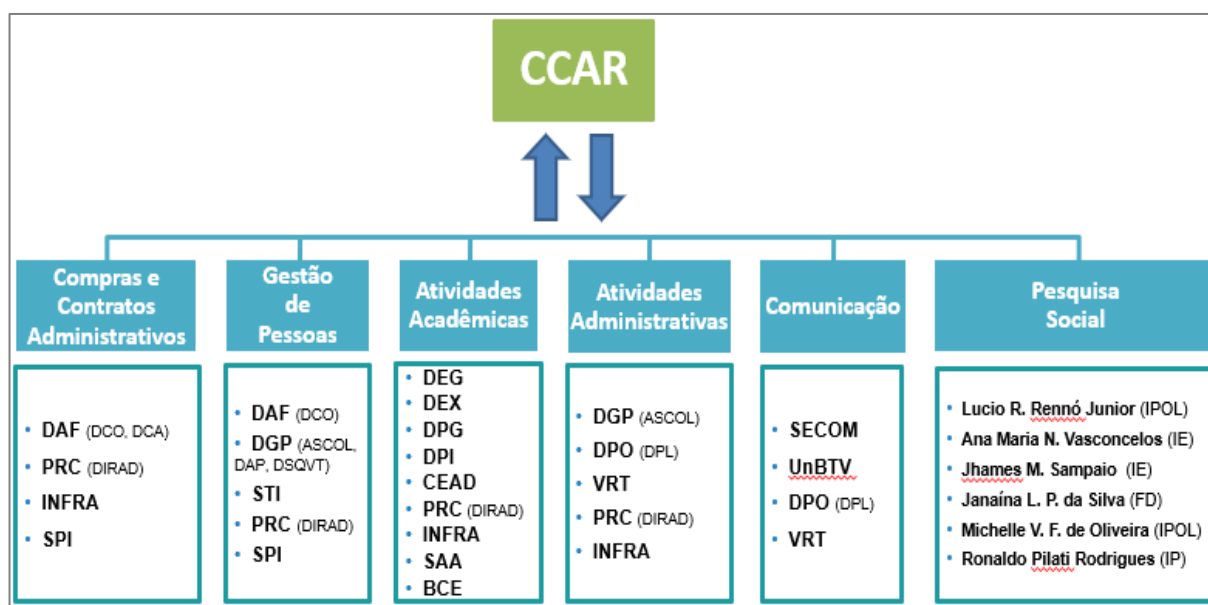 CCAR
Compras e
Contratos
Administrativos
Gestão
de
Pessoas
Atividades
Acadêmicas
Atividades
Administrativas
Comunicação
Pesquisa
Social
• DAF (DCO, DCA)
• PRC (DIRAD)
• INFRA
• SPI
• DAF (DCO)
• DGP (ASCOL,
DAP, DSQVT)
• STI
• PRC (DIRAD)
• SPI
• DEG
• DEX
• DPG
• DPI
• CEAD
• PRC (DIRAD)
• INFRA
• SAA
• BCE
• DGP (ASCOL)
• DPO (DPL)
• VRT
• PRC (DIRAD)
• INFRA
• SECOM
• UnBTV
• DPO (DPL)
• VRT
• Lucio R. Rennó Junior (IPOL)
• Ana Maria N. Vasconcelos (IE)
• Jhames M. Sampaio (IE)
• Janaína L. P. da Silva (FD)
• Michelle V. F. de Oliveira (IPOL)
• Ronaldo Pilati Rodrigues (IP)